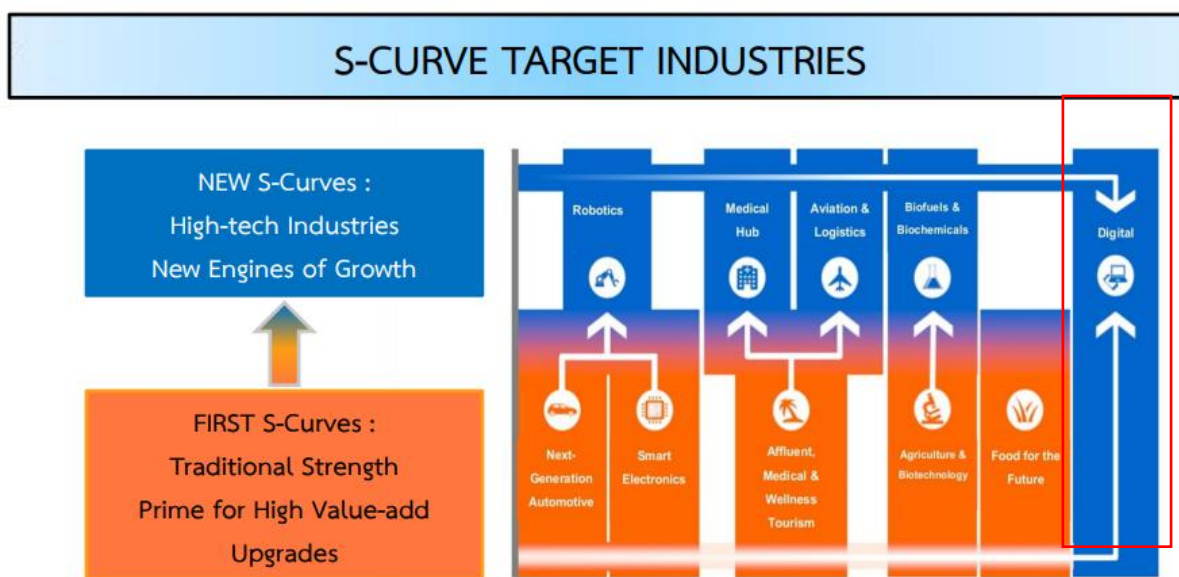 S-CURVE TARGET INDUSTRIES
NEW S-Curves :
High-tech Industries
New Engines of Growth
FIRST S-Curves :
Traditional Strength
Prime for High Value-add
Upgrades
Robotics
Medical
Hub
Aviation &
Logistics
Biofuels &
Biochemicals
Digital
Next-
Generation
Automotive
Smart
Electronics
Affluent,
Medical &
Wellness
Tourism
Agriculture &
Biotechnology
Food for the
Future